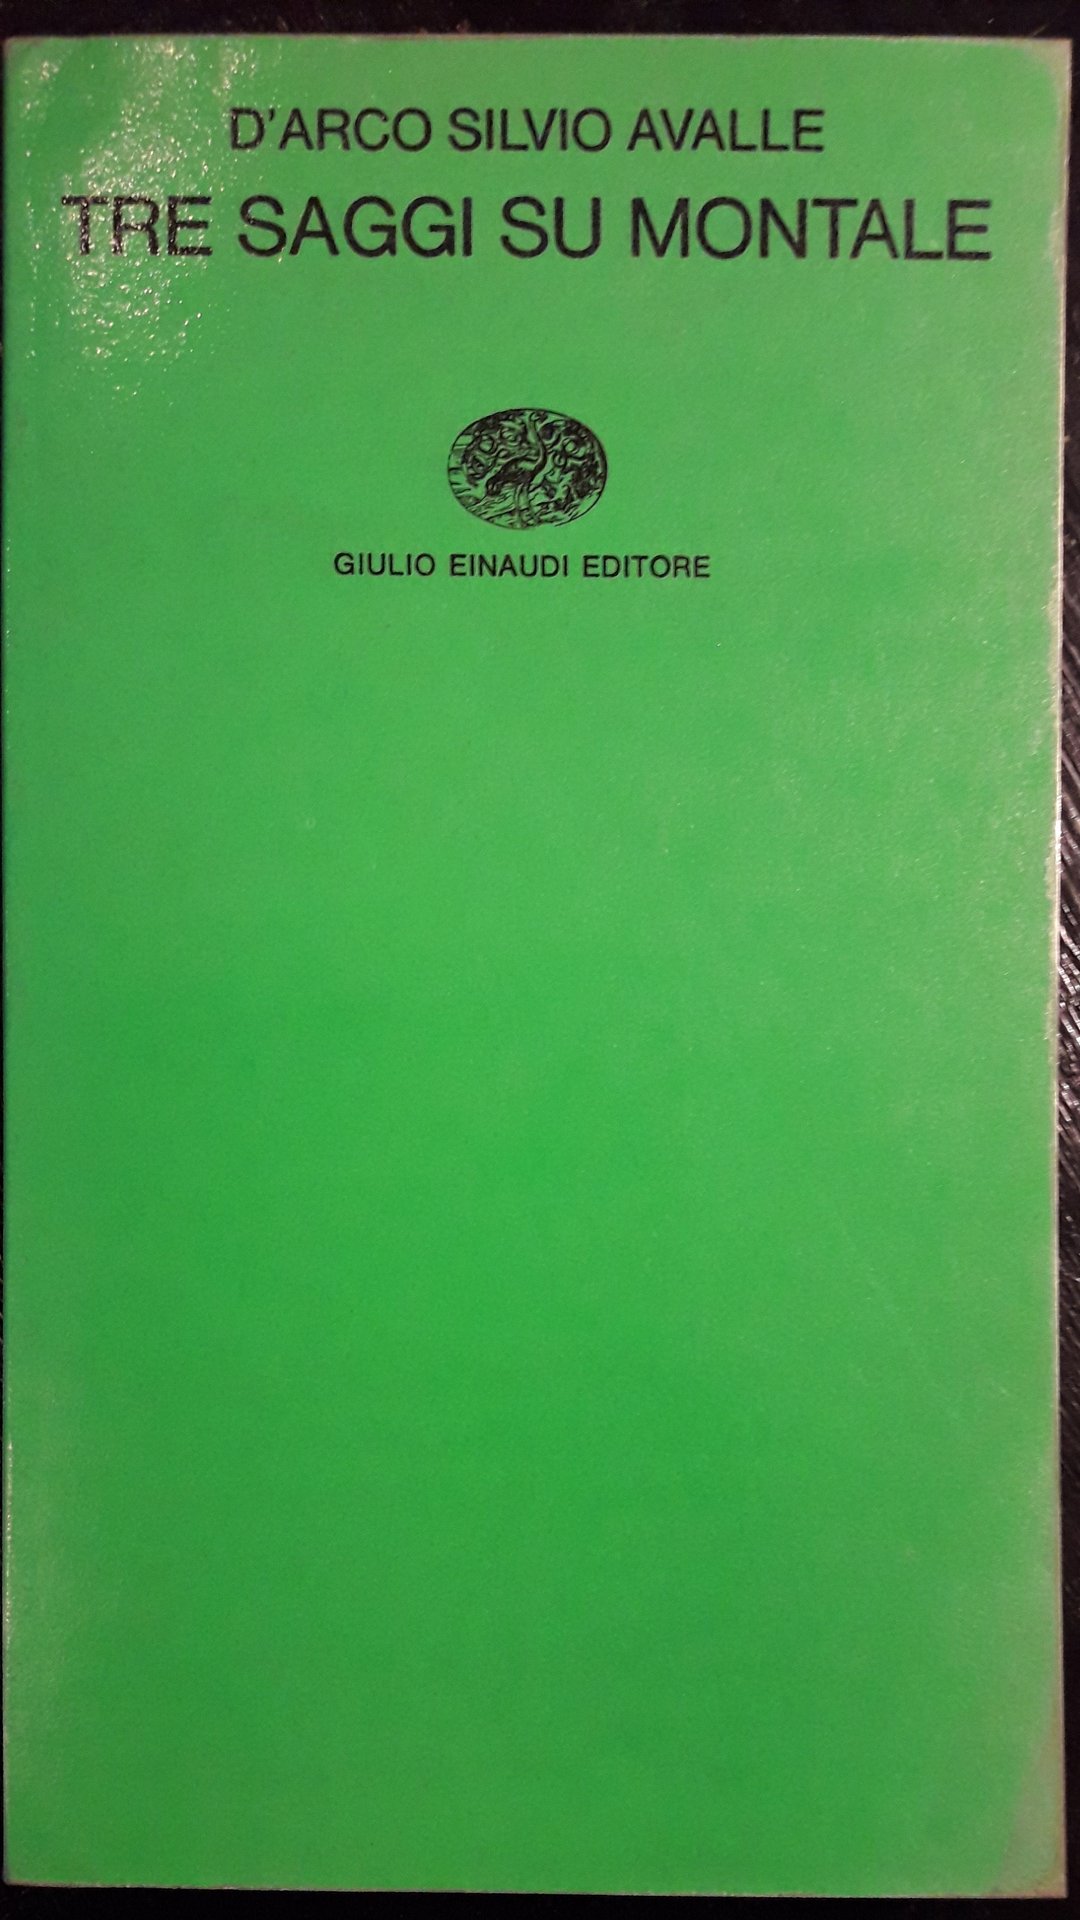 D'ARCO SILVIO AVALLE
TRE SAGGI SU MONTALE
GIULIO EINAUDI EDITORE